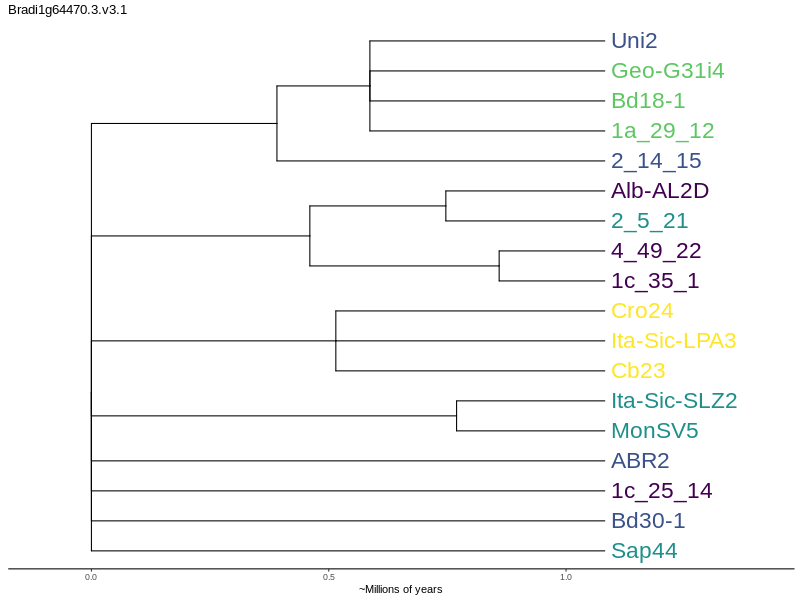 Bradi1g64470.3.v3.1
Uni2
Geo-G31i4
Bd18-1
1a_29_12
2_14_15
Alb-AL2D
2_5_21
4_49_22
1c_35_1
Cro24
Ita-Sic-LPA3
Cb23
Ita-Sic-SLZ2
MonSV5
ABR2
1c_25_14
Bd30-1
Sap44
0.0 0.5 1.0
~Millions of years